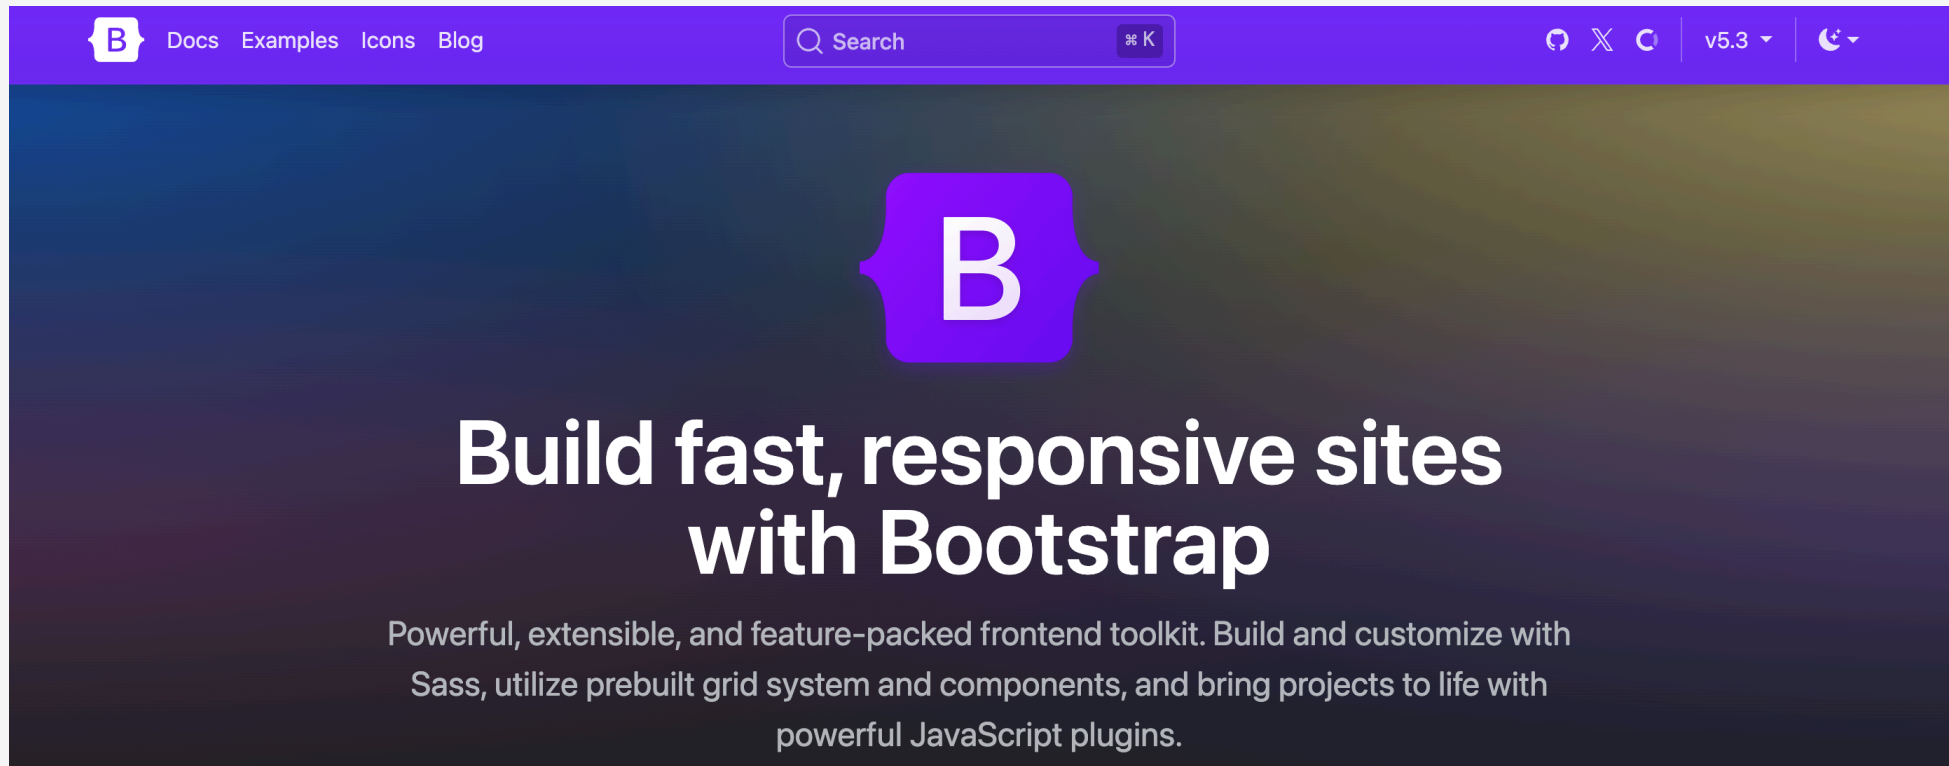 B Docs Examples Icons Blog Search ⌘ K v5.3
B
Build fast, responsive sites
with Bootstrap
Powerful, extensible, and feature-packed frontend toolkit. Build and customize with
Sass, utilize prebuilt grid system and components, and bring projects to life with
powerful JavaScript plugins.